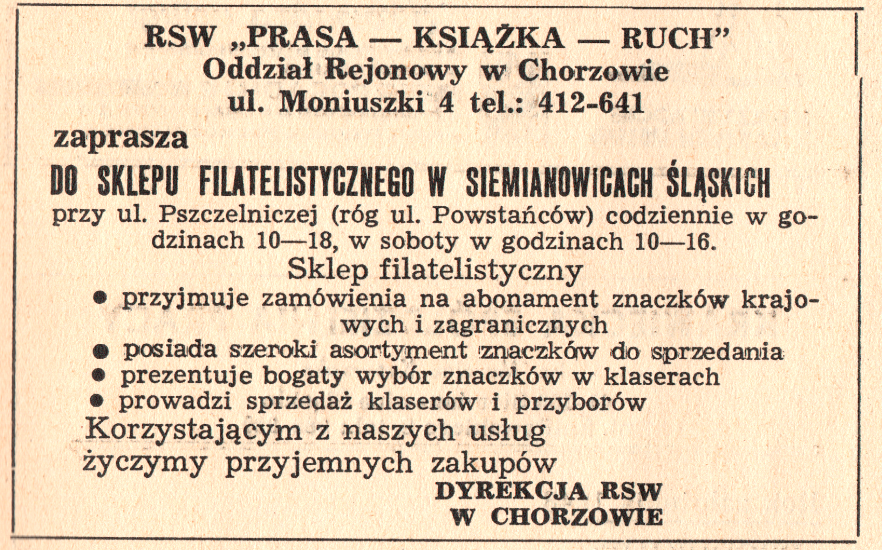 RSW „PRASA — KSIĄŻKA — RUCH”
Oddział Rejonowy w Chorzowie
ul. Moniuszki 4 tel.: 412-641
zaprasza
DO SKLEPU FILATELISTYCZNEGO W SIEMIANOWICACH ŚLĄSKICH
przy ul. Pszczelniczej (róg ul. Powstańców) codziennie w go-
dzinach 10—18, w soboty w godzinach 10—16.
Sklep filatelistyczny
● przyjmuje zamówienia na abonament znaczków krajo-
wych i zagranicznych
● posiada szeroki asortyment znaczków do sprzedania
● prezentuje bogaty wybór znaczków w klaserach
● prowadzi sprzedaż klaserów i przyborów
Korzystającym z naszych usług
życzymy przyjemnych zakupów
DYREKCJA RSW
W CHORZOWIE